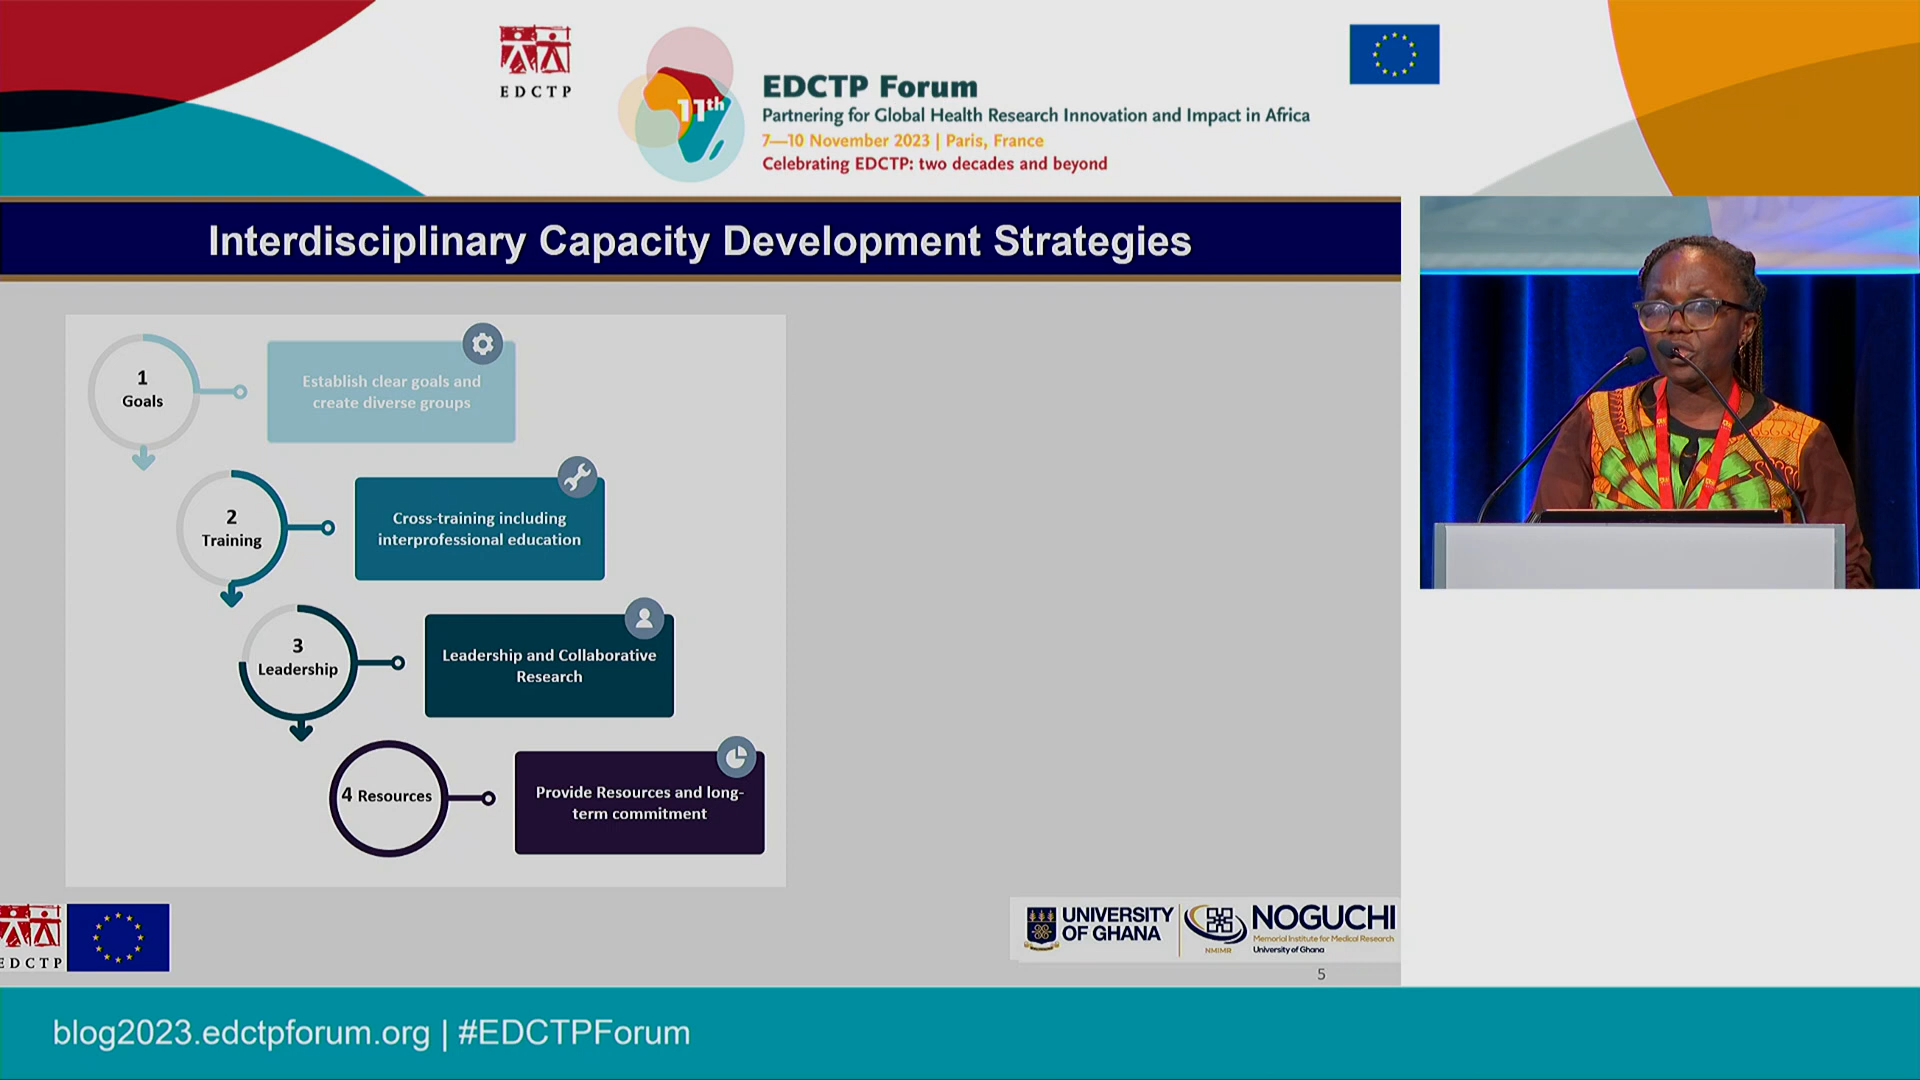 EDCTP
11th
EDCTP Forum
Partnering for Global Health Research Innovation and Impact in Africa
7—10 November 2023 | Paris, France
Celebrating EDCTP: two decades and beyond
Interdisciplinary Capacity Development Strategies
1
Goals
Establish clear goals and
create diverse groups
2
Training
Cross-training including
interprofessional education
3
Leadership
Leadership and Collaborative
Research
4 Resources
Provide Resources and long-
term commitment
EDCTP
UNIVERSITY
OF GHANA
NMIMR
NOGUCHI
Memorial Institute for Medical Research
University of Ghana
5
blog2023.edctpforum.org | #EDCTPForum